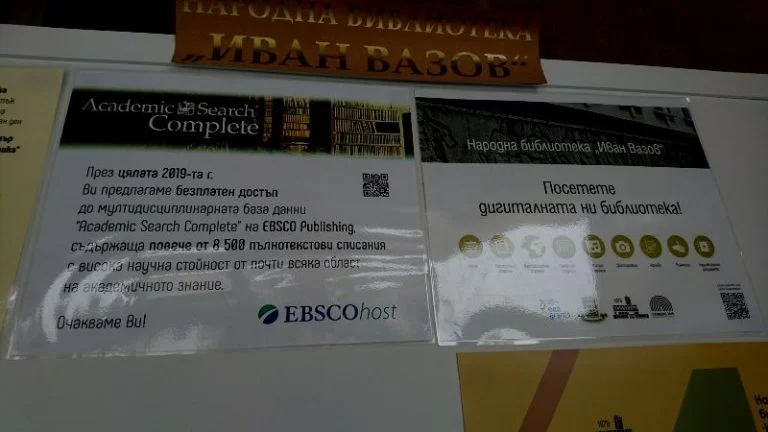 НАРОДНА БИБЛИОТЕКА
„ИВАН ВАЗОВ“
Academic Search
Complete
През цялата 2019-та г.
Ви предлагаме безплатен достъп
до мултидисциплинарната база данни
"Academic Search Complete" на EBSCO Publishing,
съдържаща повече от 8 500 пълнотекстови списания
с висока научна стойност от почти всяка област
на академичното знание.
Очакваме Ви!
EBSCOhost
Народна библиотека „Иван Вазов“
Посетете
дигиталната ни библиотека!
1879